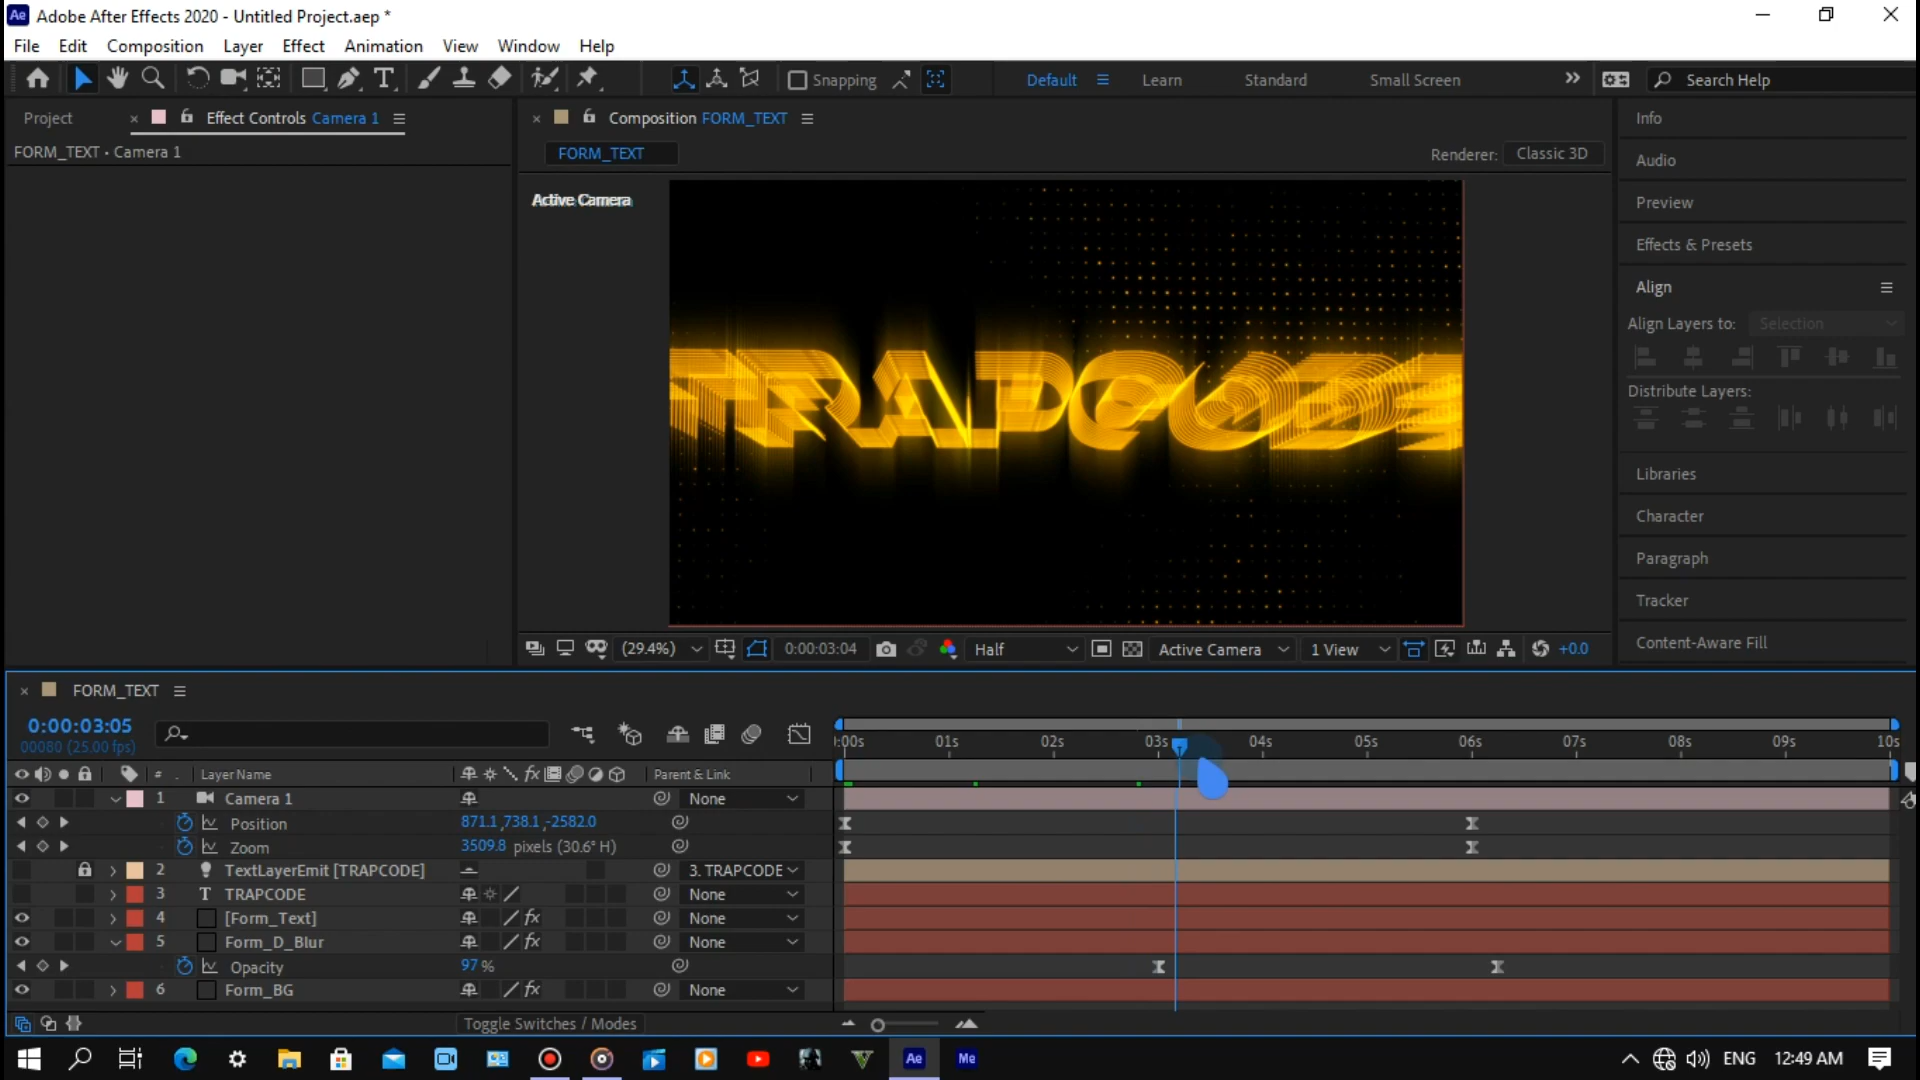 Ae Adobe After Effects 2020 - Untitled Project.aep *
File Edit Composition Layer Effect Animation View Window Help
T Snapping Default Learn Standard Small Screen Search Help
Project Effect Controls Camera 1
FORM_TEXT • Camera 1
Composition FORM_TEXT
FORM_TEXT
Renderer: Classic 3D
Active Camera
TRAPCODE
(29.4%) 0:00:03:04 Half Active Camera 1 View +0.0
Info
Audio
Preview
Effects & Presets
Align
Align Layers to: Selection
Distribute Layers:
Libraries
Character
Paragraph
Tracker
Content-Aware Fill
FORM_TEXT
0:00:03:05
00080 (25.00 fps)
:00s 01s 02s 03s 04s 05s 06s 07s 08s 09s 10s
# . Layer Name fx Parent & Link
1 Camera 1 None
Position 871.1,738.1,-2582.0
Zoom 3509.8 pixels (30.6° H)
2 TextLayerEmit [TRAPCODE] 3. TRAPCODE
3 T TRAPCODE None
4 [Form_Text] fx None
5 Form_D_Blur fx None
Opacity 97 %
6 Form_BG fx None
Toggle Switches / Modes
Ae Me ENG 12:49 AM